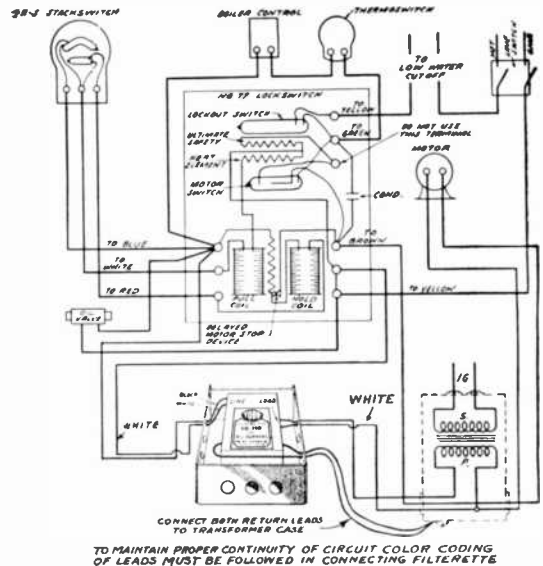 STACKSWITCH
BOILER CONTROL
THERMOSWITCH
TO
LOW WATER
CUTOFF
HOT
SWITCH
LOCKSWITCH
LOCKOUT SWITCH
TO YELLOW
ULTIMATE
SAFETY
TO
GREEN
HEAT
ELEMENT
DO NOT USE
THIS TERMINAL
MOTOR
MOTOR
SWITCH
COND.
TO BLUE
TO
BROWN
TO
WHITE
TO RED
TO YELLOW
PULL
COIL
HOLD
COIL
VALVE
DELAYED
MOTOR STOP
DEVICE
WHITE
LINE
LOAD
WHITE
16
S.
P.
CONNECT BOTH RETURN LEADS
TO TRANSFORMER CASE
TO MAINTAIN PROPER CONTINUITY OF CIRCUIT COLOR CODING
OF LEADS MUST BE FOLLOWED IN CONNECTING FILTERETTE